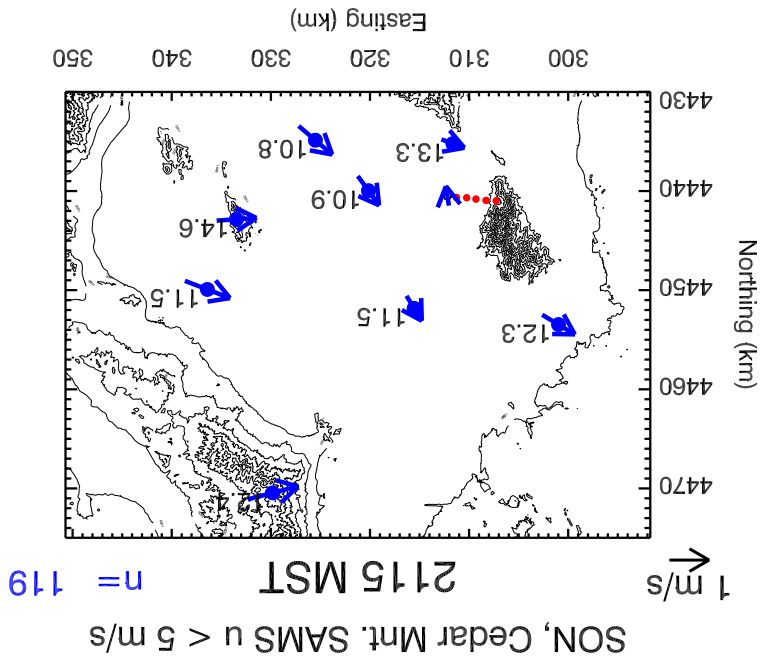 SON, Cedar Mnt. SAMS u < 5 m/s
1 m/s
2115 MST
n= 119
Northing (km)
4470
4460
4450
4440
4430
12.4
12.3
11.5
11.5
14.6
10.9
13.3
10.8
300 310 320 330 340 350
Easting (km)